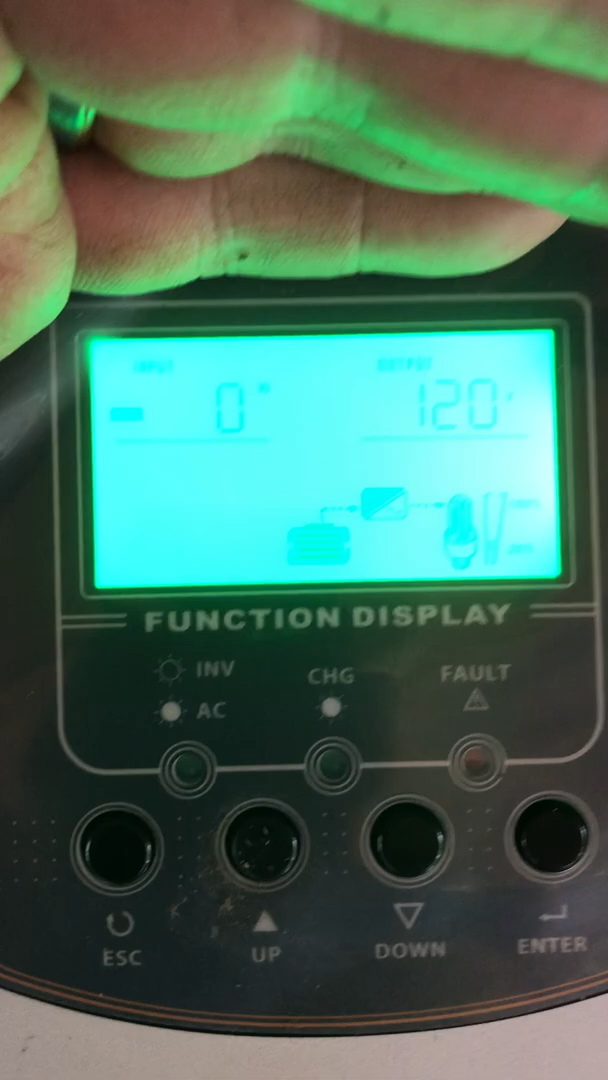 INPUT OUTPUT
0 120
FUNCTION DISPLAY
INV CHG FAULT
AC
ESC UP DOWN ENTER